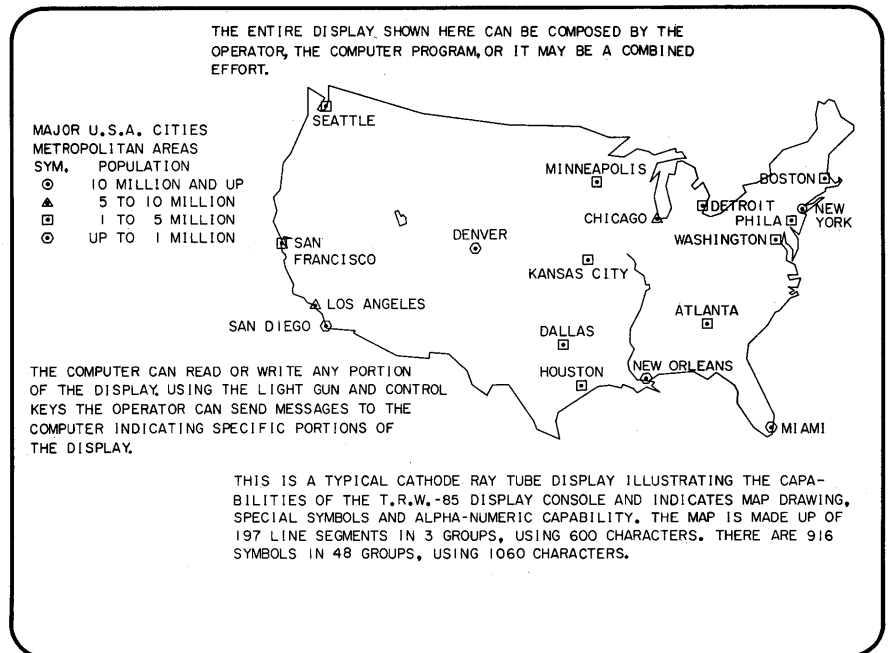 THE ENTIRE DISPLAY SHOWN HERE CAN BE COMPOSED BY THE
OPERATOR, THE COMPUTER PROGRAM, OR IT MAY BE A COMBINED
EFFORT.
MAJOR U.S.A. CITIES
METROPOLITAN AREAS
SYM. POPULATION
10 MILLION AND UP
5 TO 10 MILLION
1 TO 5 MILLION
UP TO 1 MILLION
SEATTLE
MINNEAPOLIS
BOSTON
DETROIT
CHICAGO
PHILA
NEW
YORK
WASHINGTON
SAN
FRANCISCO
DENVER
KANSAS CITY
LOS ANGELES
SAN DIEGO
ATLANTA
DALLAS
HOUSTON
NEW ORLEANS
MIAMI
THE COMPUTER CAN READ OR WRITE ANY PORTION
OF THE DISPLAY. USING THE LIGHT GUN AND CONTROL
KEYS THE OPERATOR CAN SEND MESSAGES TO THE
COMPUTER INDICATING SPECIFIC PORTIONS OF
THE DISPLAY.
THIS IS A TYPICAL CATHODE RAY TUBE DISPLAY ILLUSTRATING THE CAPA-
BILITIES OF THE T.R.W.-85 DISPLAY CONSOLE AND INDICATES MAP DRAWING,
SPECIAL SYMBOLS AND ALPHA-NUMERIC CAPABILITY. THE MAP IS MADE UP OF
197 LINE SEGMENTS IN 3 GROUPS, USING 600 CHARACTERS. THERE ARE 916
SYMBOLS IN 48 GROUPS, USING 1060 CHARACTERS.